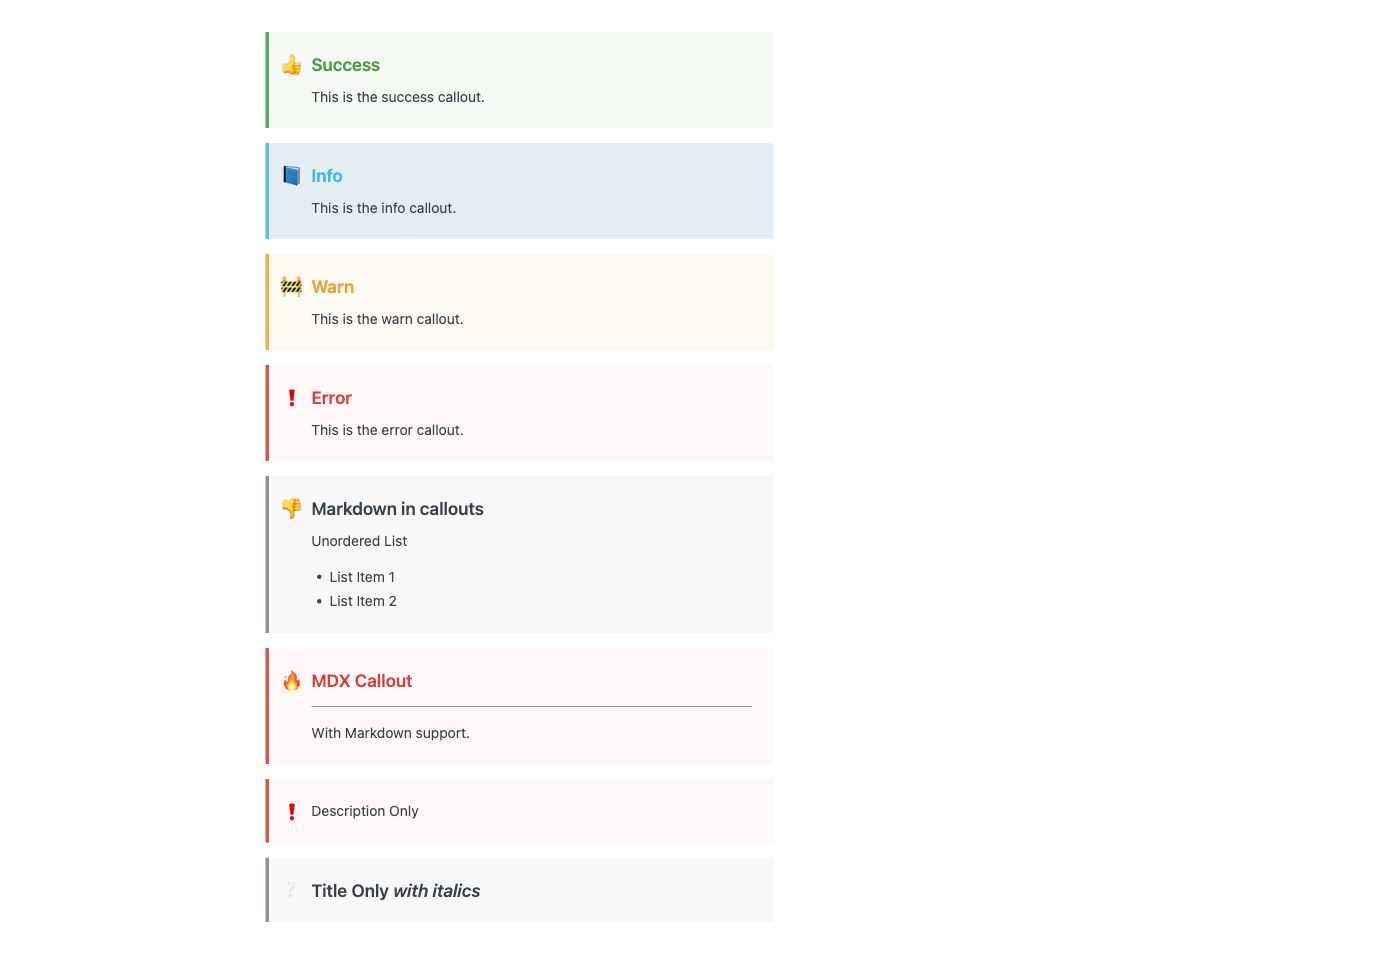 👍 Success
This is the success callout.
📘 Info
This is the info callout.
🚧 Warn
This is the warn callout.
❗ Error
This is the error callout.
👎 Markdown in callouts
Unordered List
• List Item 1
• List Item 2
🔥 MDX Callout
With Markdown support.
❗ Description Only
❔ Title Only with italics